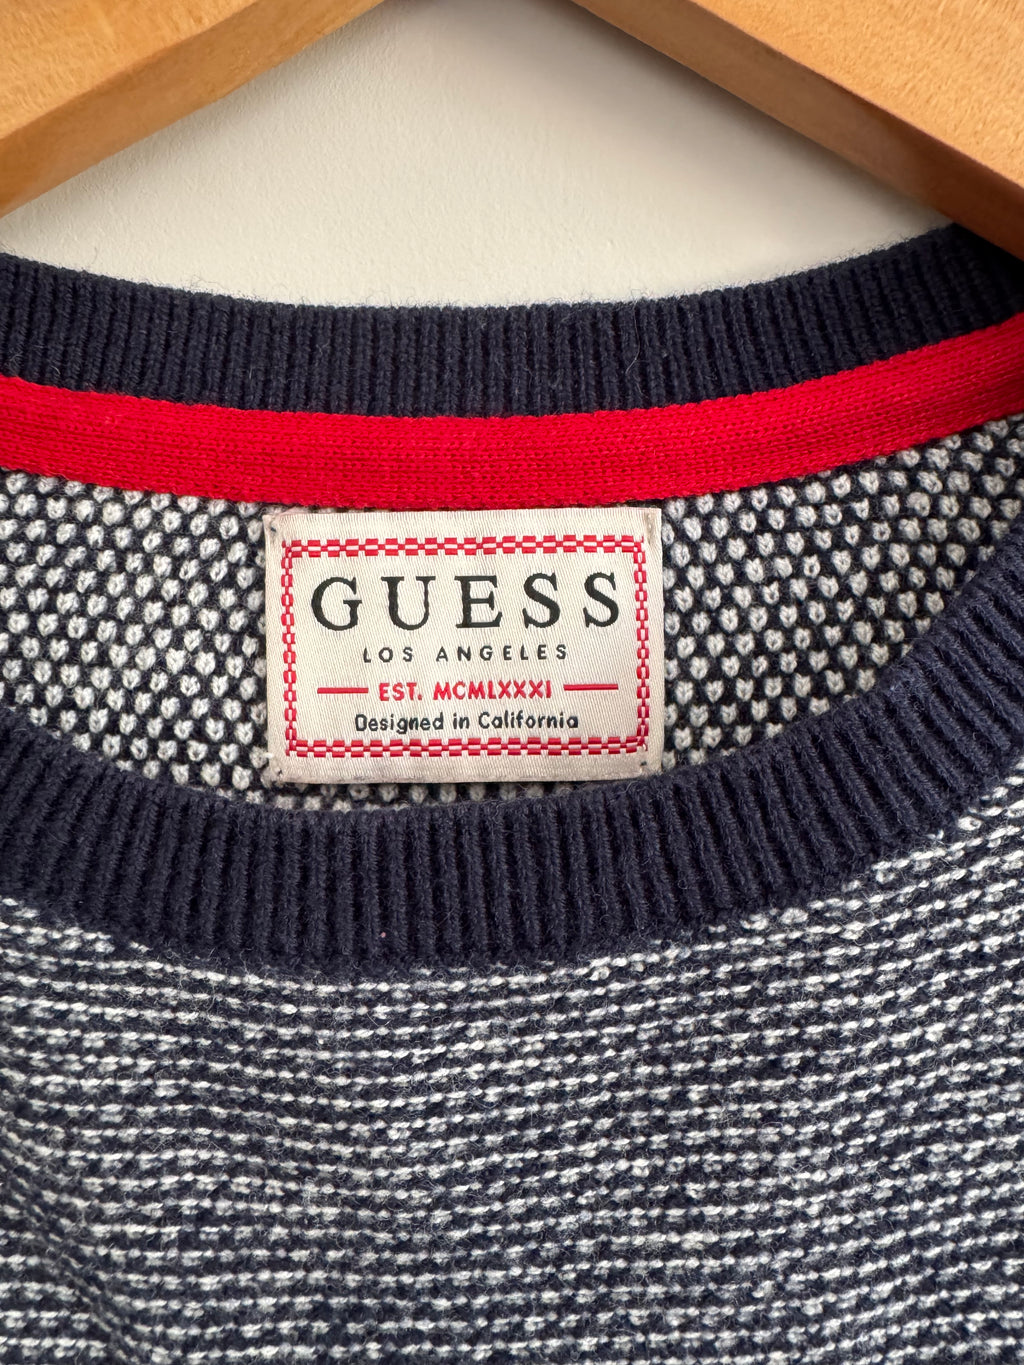 GUESS
LOS ANGELES
EST. MCMLXXXI
Designed in California